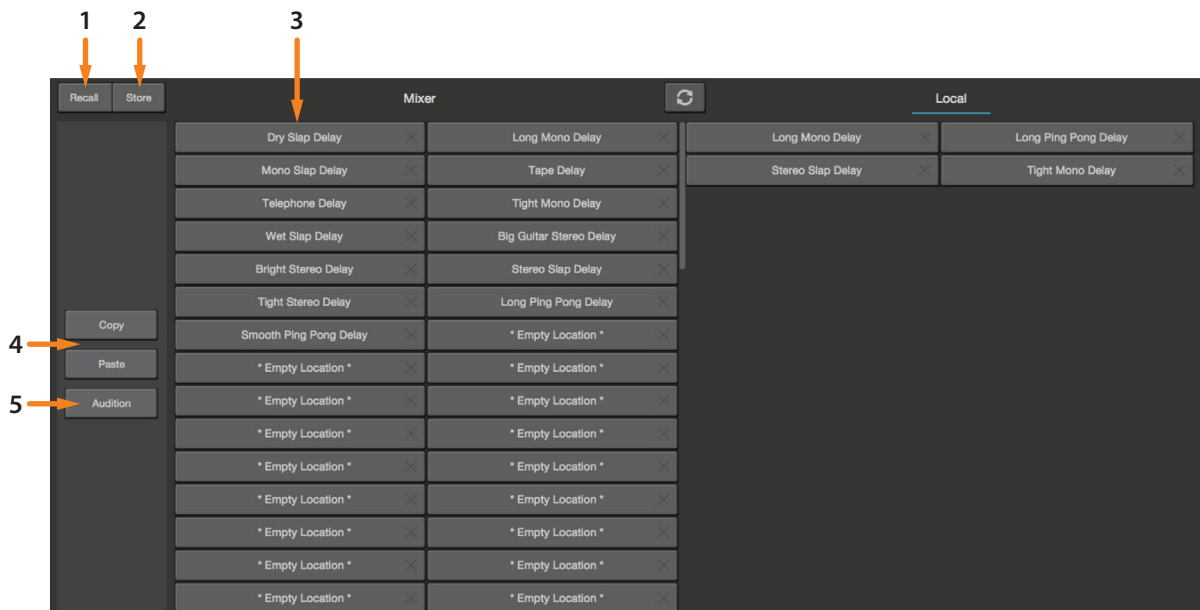 1 2 3
Recall Store Mixer Local
Dry Slap Delay Long Mono Delay Long Mono Delay Long Ping Pong Delay
Mono Slap Delay Tape Delay Stereo Slap Delay Tight Mono Delay
Telephone Delay Tight Mono Delay
Wet Slap Delay Big Guitar Stereo Delay
Bright Stereo Delay Stereo Slap Delay
Tight Stereo Delay Long Ping Pong Delay
Copy Smooth Ping Pong Delay * Empty Location *
4
Paste * Empty Location * * Empty Location *
5 Audition * Empty Location * * Empty Location *
* Empty Location * * Empty Location *
* Empty Location * * Empty Location *
* Empty Location * * Empty Location *
* Empty Location * * Empty Location *
* Empty Location * * Empty Location *
* Empty Location * * Empty Location *